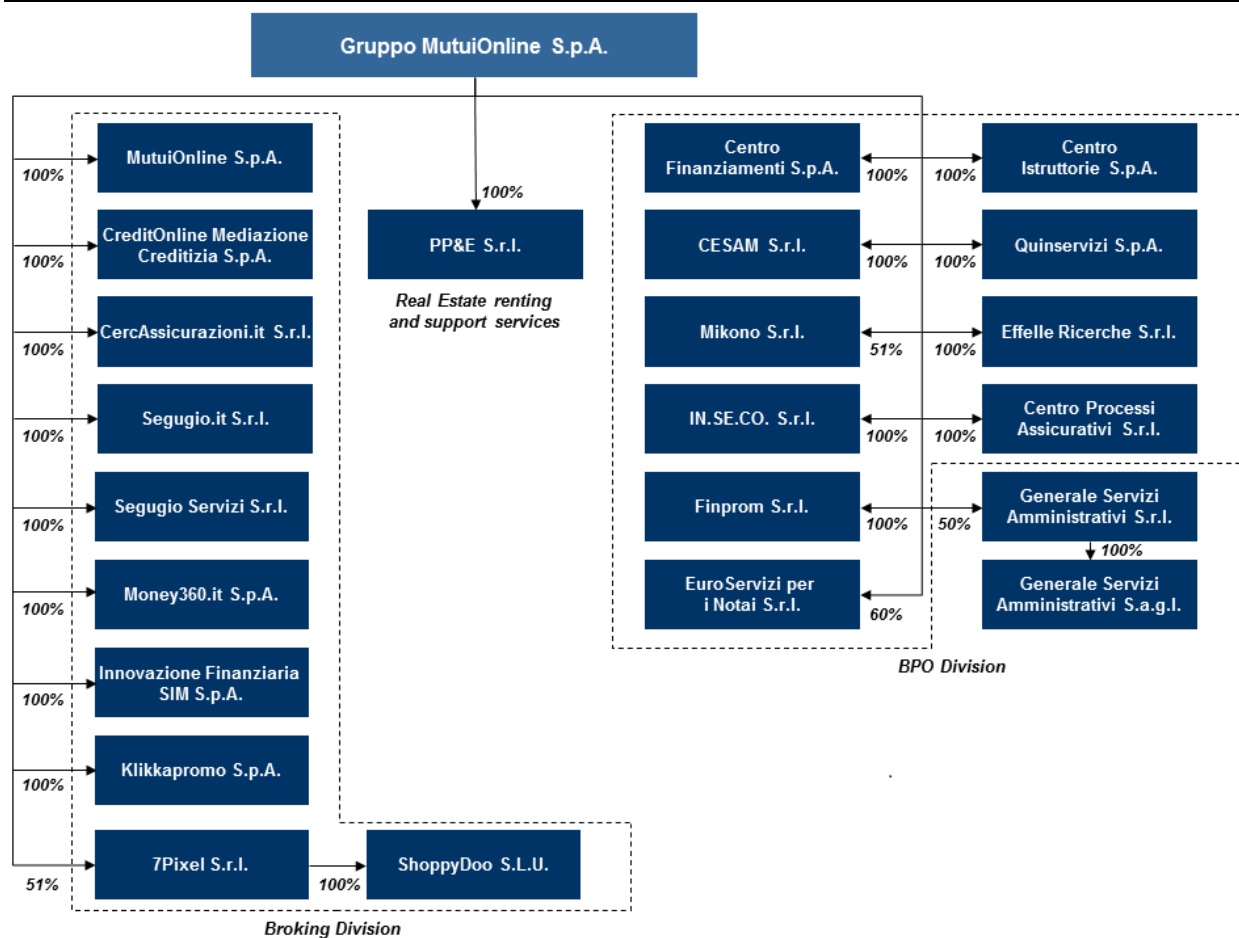 Gruppo MutuiOnline S.p.A.
MutuiOnline S.p.A.
100%
CreditOnline Mediazione
Creditizia S.p.A.
100%
CercAssicurazioni.it S.r.l.
100%
Segugio.it S.r.l.
100%
Segugio Servizi S.r.l.
100%
Money360.it S.p.A.
100%
Innovazione Finanziaria
SIM S.p.A.
100%
Klikkapromo S.p.A.
100%
7Pixel S.r.l.
51%
100%
ShoppyDoo S.L.U.
Broking Division
100%
PP&E S.r.l.
Real Estate renting
and support services
Centro
Finanziamenti S.p.A.
100%
100%
Centro
Istruttorie S.p.A.
CESAM S.r.l.
100%
100%
Quinservizi S.p.A.
Mikono S.r.l.
51%
100%
Effelle Ricerche S.r.l.
IN.SE.CO. S.r.l.
100%
100%
Centro Processi
Assicurativi S.r.l.
Finprom S.r.l.
100%
50%
Generale Servizi
Amministrativi S.r.l.
100%
EuroServizi per
i Notai S.r.l.
60%
Generale Servizi
Amministrativi S.a.g.l.
BPO Division